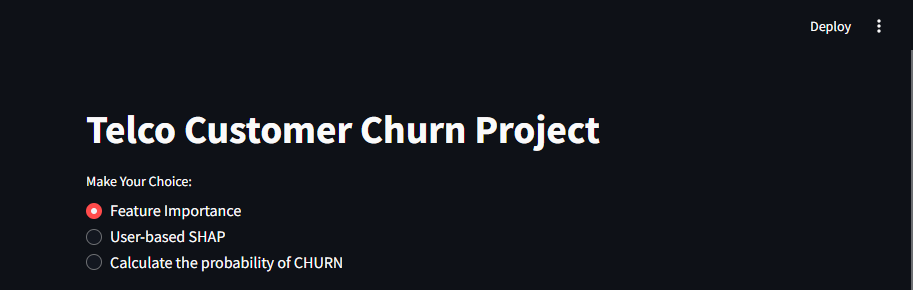 Deploy
Telco Customer Churn Project
Make Your Choice:
Feature Importance
User-based SHAP
Calculate the probability of CHURN